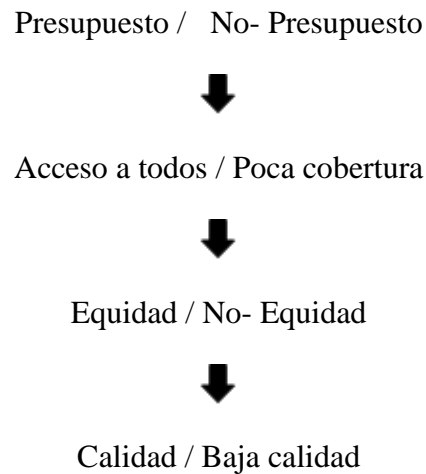 Presupuesto / No- Presupuesto
Acceso a todos / Poca cobertura
Equidad / No- Equidad
Calidad / Baja calidad